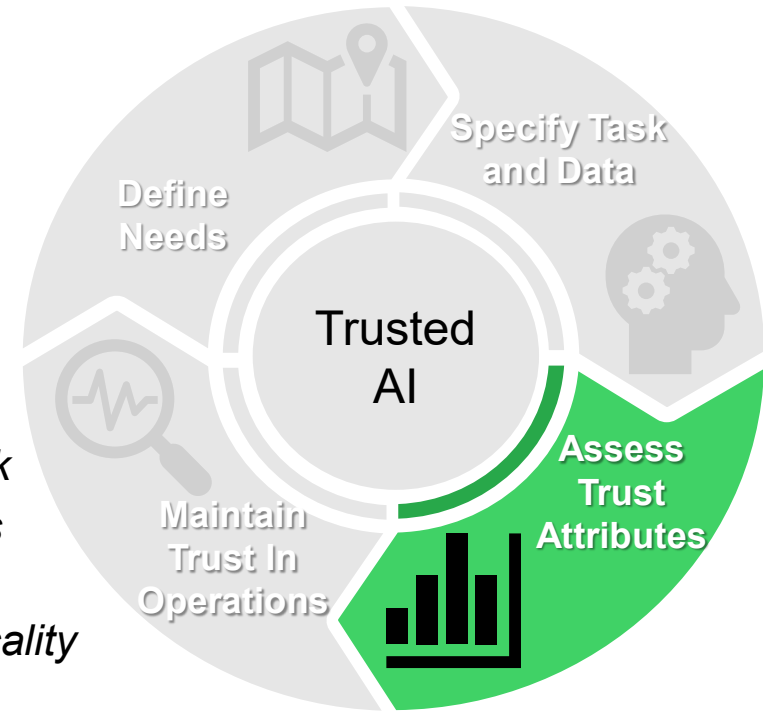 Specify Task
and Data
Define
Needs
Trusted
AI
Assess
Trust
Attributes
Maintain
Trust In
Operations